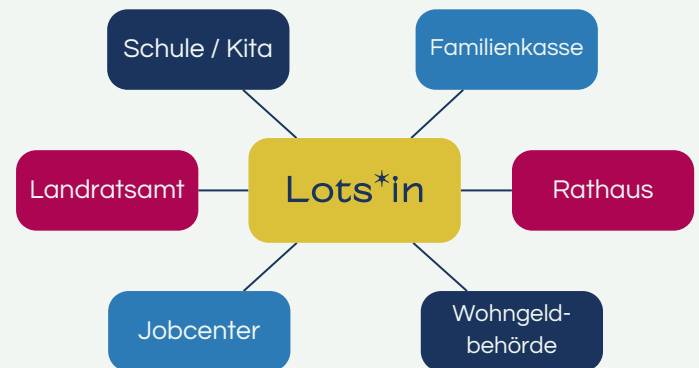 Schule / Kita
Familienkasse
Landratsamt
Lots*in
Rathaus
Jobcenter
Wohngeld-
behörde